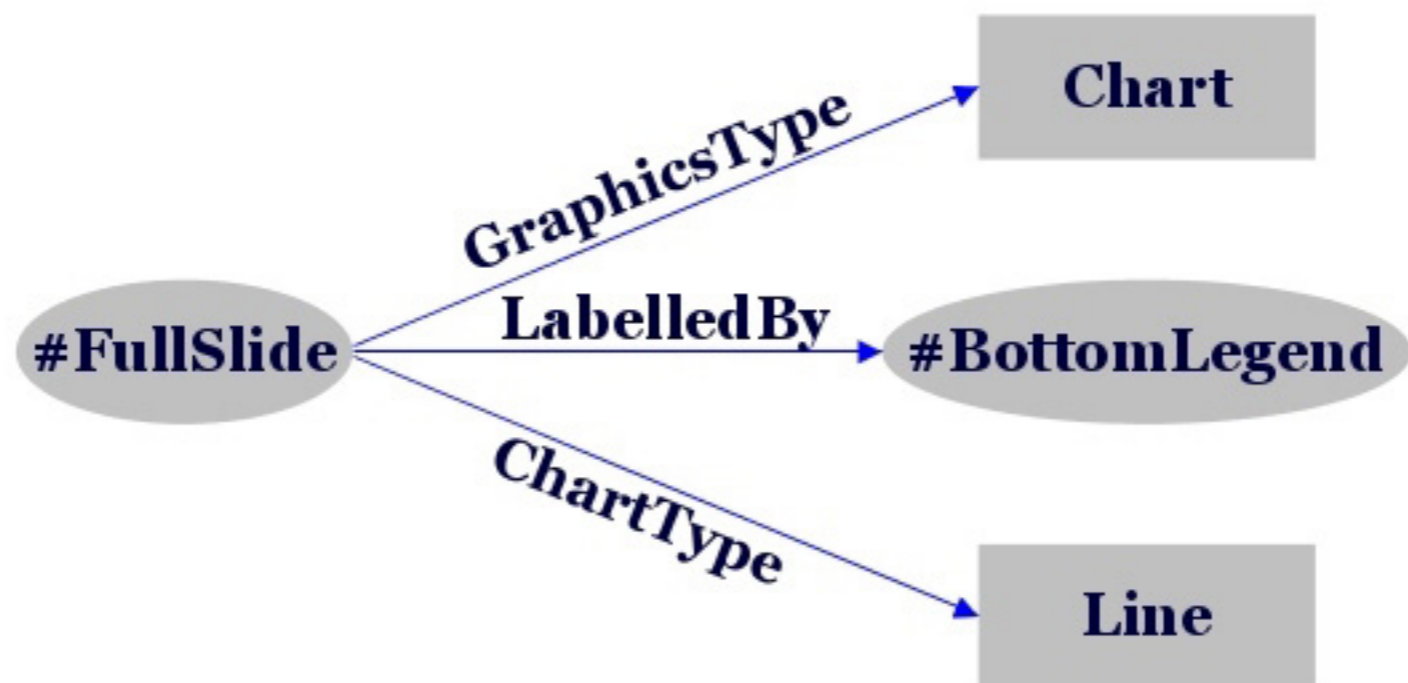 Chart
GraphicsType
#FullSlide
LabelledBy
#BottomLegend
ChartType
Line